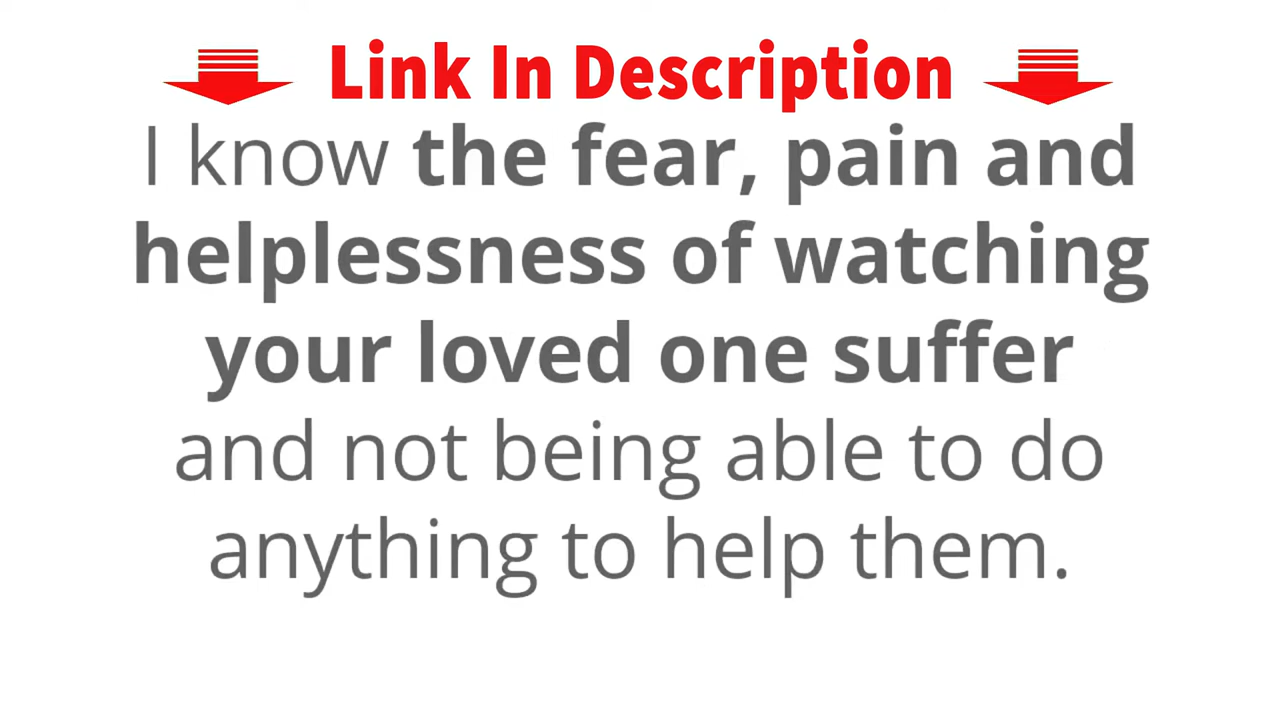 Link In Description
I know the fear, pain and
helplessness of watching
your loved one suffer
and not being able to do
anything to help them.